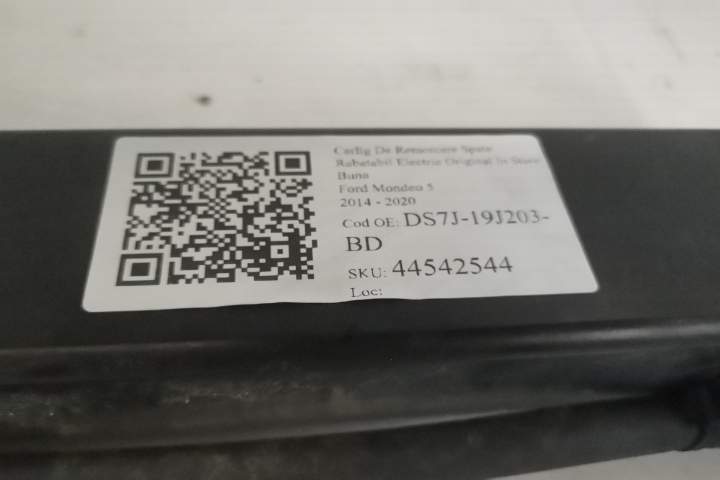 Carlig De Remorcare Spate
Rabatabil Electric Original In Stare
Buna
Ford Mondeo 5
2014 - 2020
Cod OE: DS7J-19J203-
BD
SKU: 44542544
Loc: